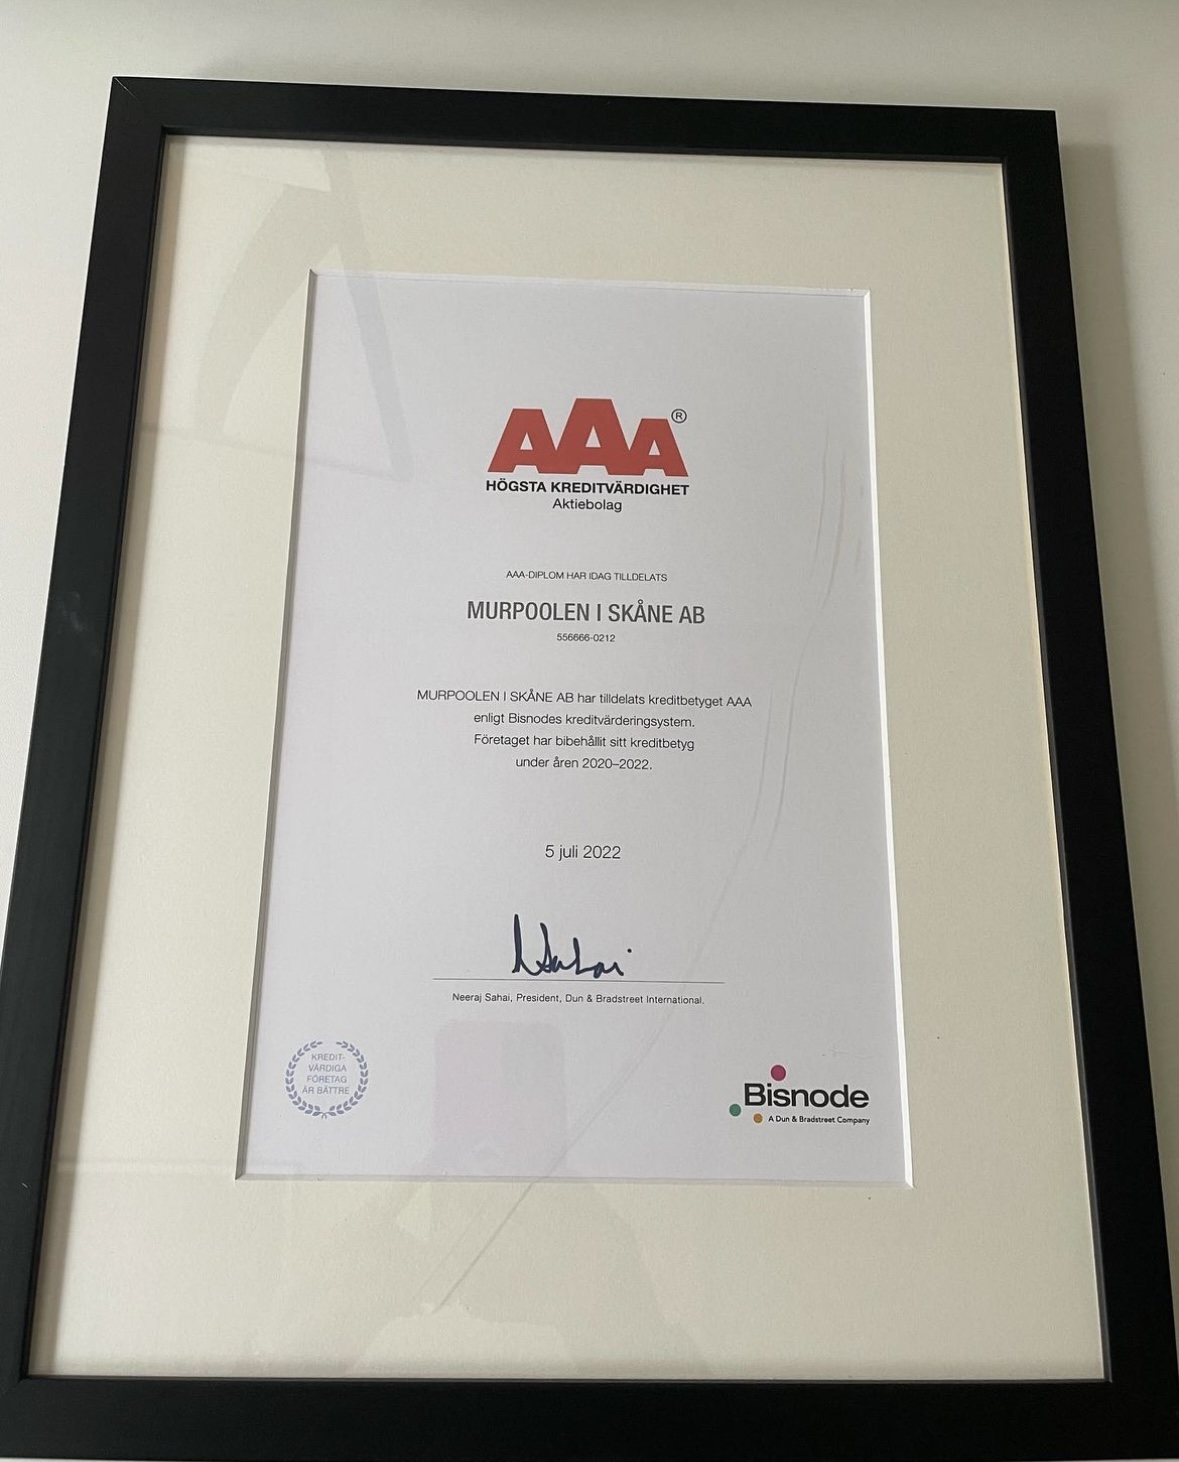 AAA®
HÖGSTA KREDITVÄRDIGHET
Aktiebolag
AAA-DIPLOM HAR IDAG TILLDELATS
MURPOOLEN I SKÅNE AB
556666-0212
MURPOOLEN I SKÅNE AB har tilldelats kreditbetyget AAA
enligt Bisnodes kreditvärderingsystem.
Företaget har bibehållit sitt kreditbetyg
under åren 2020–2022.
5 juli 2022
Neeraj Sahai, President, Dun & Bradstreet International.
KREDIT-
VÄRDIGA
FÖRETAG
ÄR BÄTTRE
Bisnode
A Dun & Bradstreet Company